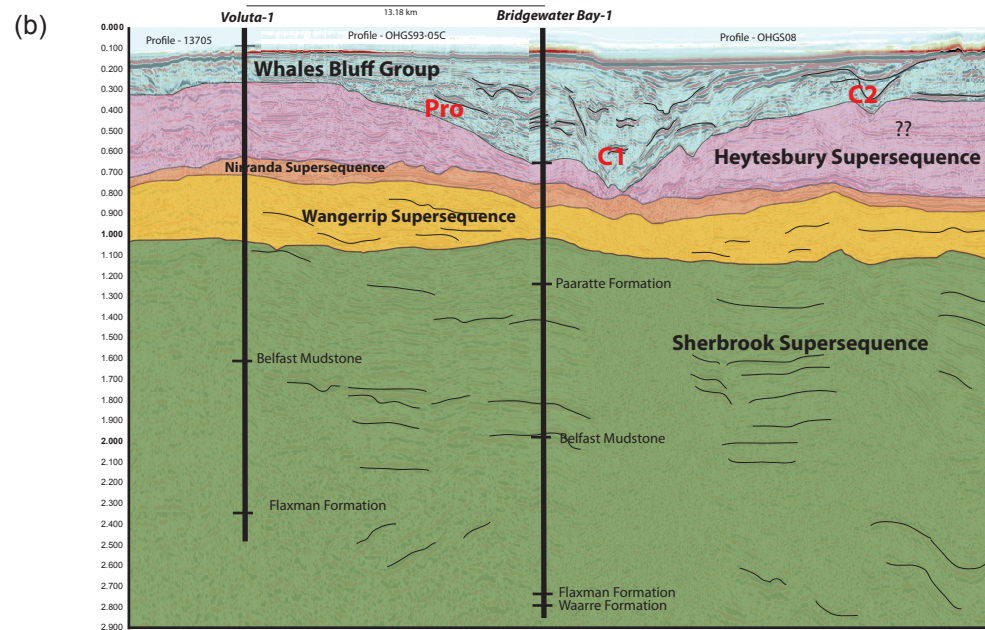 (b)
Voluta-1
13.18 km
Bridgewater Bay-1
Profile - 13705
Profile - OHGS93-05C
Profile - OHGS08
0.000
0.100
0.200
0.300
0.400
0.500
0.600
0.700
0.800
0.900
1.000
1.100
1.200
1.300
1.400
1.500
1.600
1.700
1.800
1.900
2.000
2.100
2.200
2.300
2.400
2.500
2.600
2.700
2.800
2.900
Whales Bluff Group
Pro
C1
C2
??
Heytesbury Supersequence
Nirranda Supersequence
Wangerrip Supersequence
Paaratte Formation
Sherbrook Supersequence
Belfast Mudstone
Belfast Mudstone
Flaxman Formation
Flaxman Formation
Waarre Formation